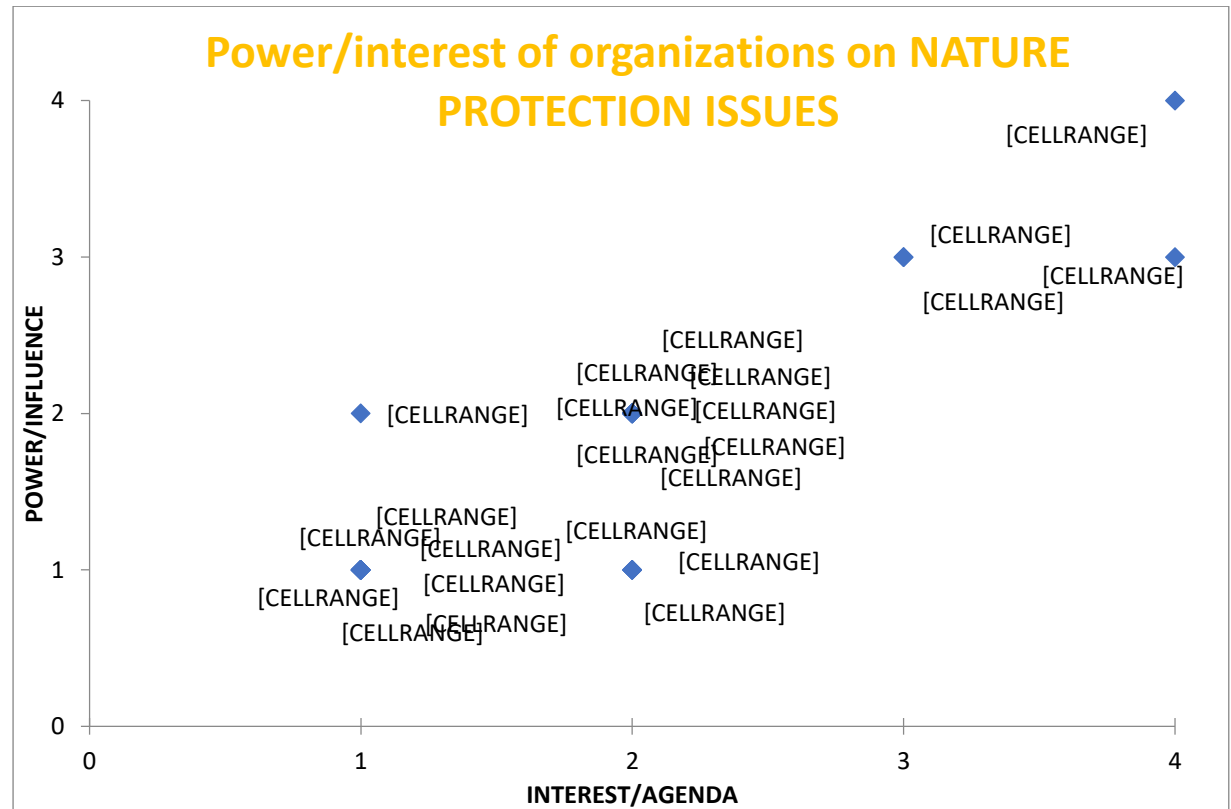 Power/interest of organizations on NATURE
PROTECTION ISSUES
4
[CELLRANGE]
3
[CELLRANGE]
[CELLRANGE]
[CELLRANGE]
[CELLRANGE]
[CELLRANGE]
[CELLRANGE]
2
[CELLRANGE]
[CELLRANGE]
[CELLRANGE]
[CELLRANGE]
[CELLRANGE]
[CELLRANGE]
[CELLRANGE]
[CELLRANGE]
[CELLRANGE]
[CELLRANGE]
1
[CELLRANGE]
[CELLRANGE]
[CELLRANGE]
[CELLRANGE]
[CELLRANGE]
[CELLRANGE]
0
POWER/INFLUENCE
0
1
2
3
4
INTEREST/AGENDA